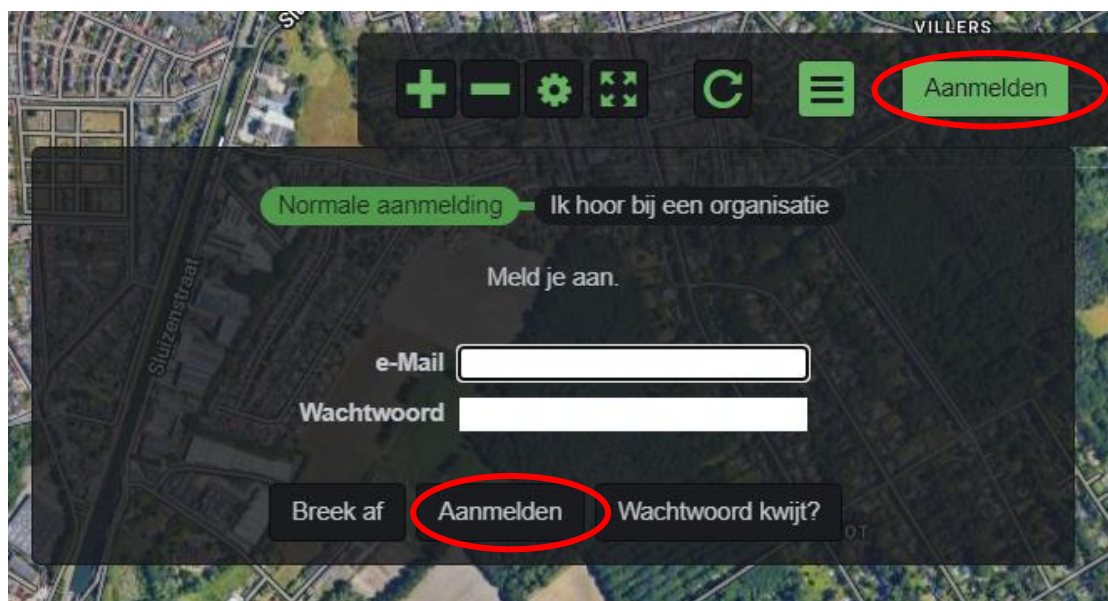 VILLERS
Aanmelden
Normale aanmelding
Ik hoor bij een organisatie
Meld je aan.
Sluizenstraat
e-Mail
Wachtwoord
Breek af
Aanmelden
Wachtwoord kwijt?
OT